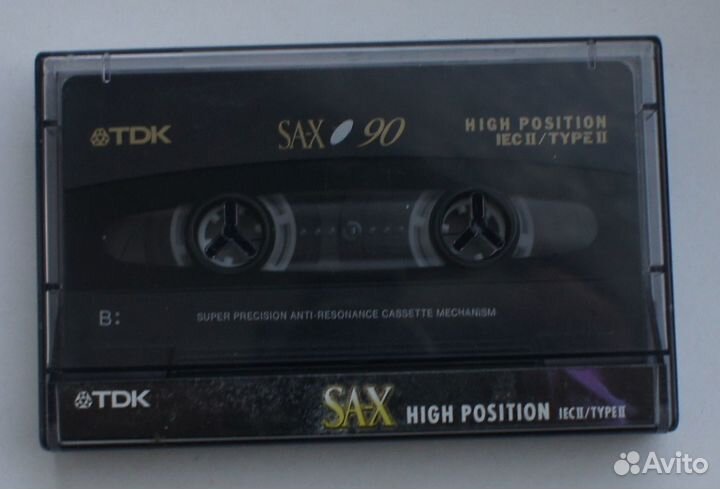 TDK SA-X 90 HIGH POSITION
IEC II/TYPE II
B: SUPER PRECISION ANTI-RESONANCE CASSETTE MECHANISM
TDK SA-X HIGH POSITION IEC II/TYPE II
Avito